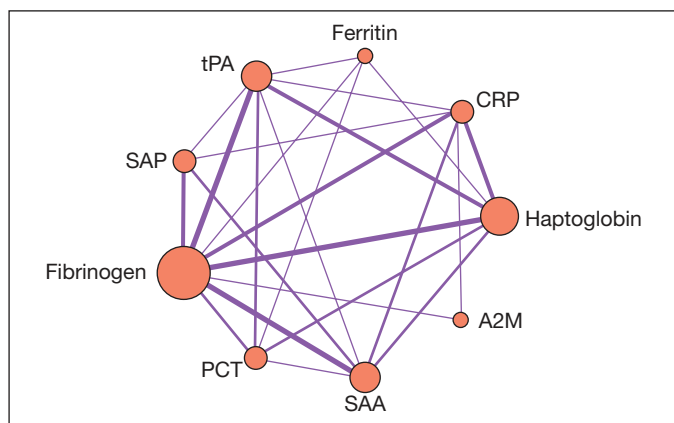 Ferritin
tPA
CRP
SAP
Haptoglobin
Fibrinogen
A2M
PCT
SAA